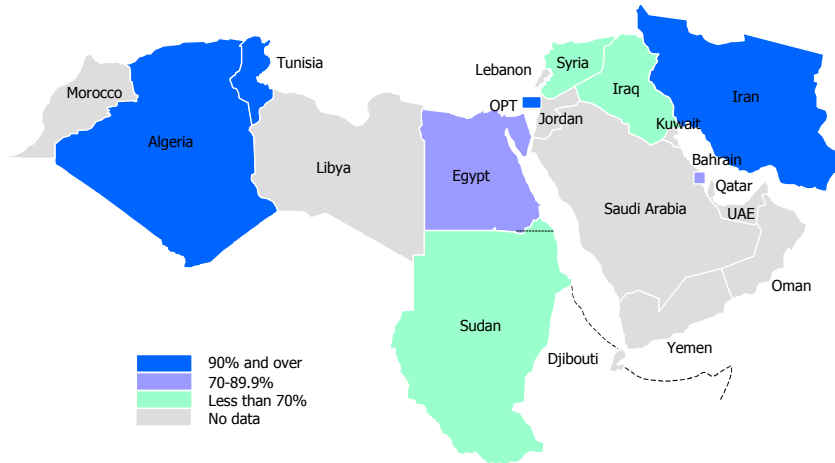 Tunisia
Syria
Lebanon
Morocco
Iraq
Iran
OPT
Jordan
Kuwait
Algeria
Bahrain
Libya
Egypt
Qatar
Saudi Arabia
UAE
Oman
Sudan
Yemen
Djibouti
90% and over
70-89.9%
Less than 70%
No data